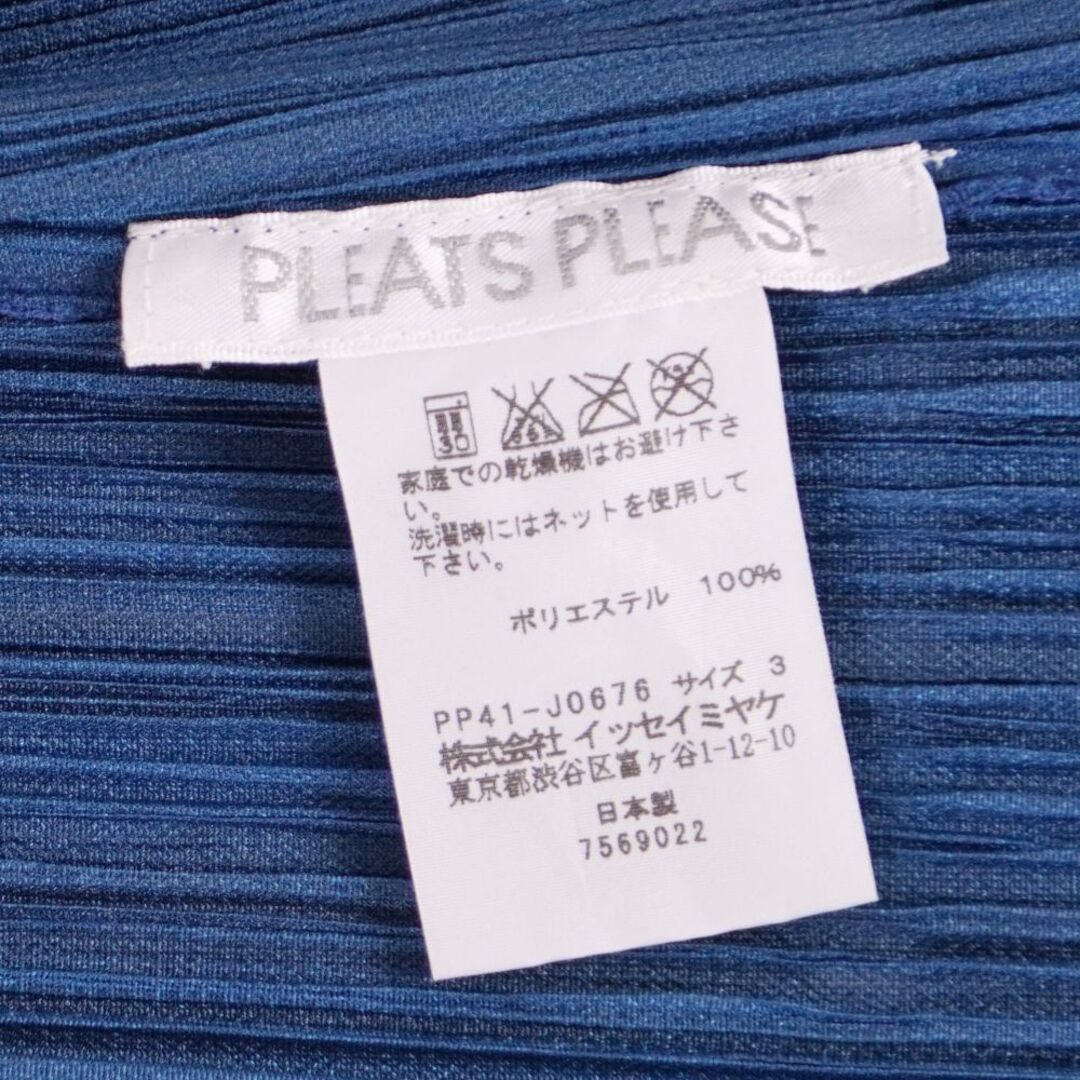 PLEATS PLEASE
30
家庭での乾燥機はお避け下さ
い。
洗濯時にはネットを使用して
下さい。
ポリエステル 100%
PP41-J0676 サイズ 3
株式会社 イッセイミヤケ
東京都渋谷区富ヶ谷1-12-10
日本製
7569022